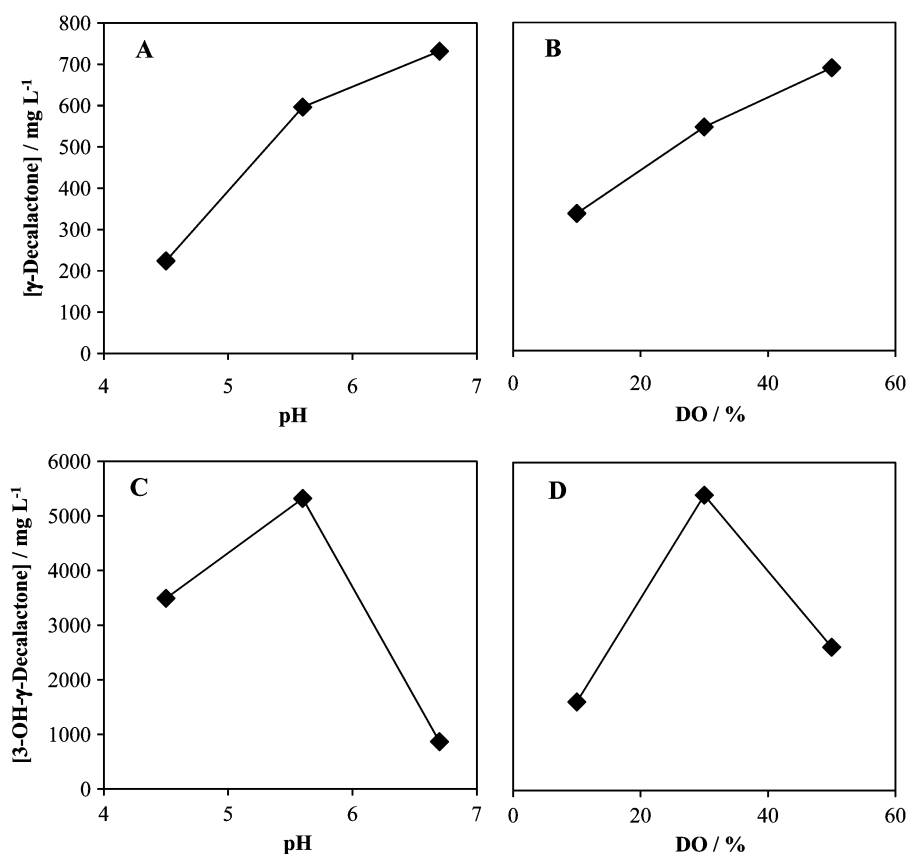 A
[γ-Decalactone] / mg L-1
800
700
600
500
400
300
200
100
0
4 5 6 7
pH
B
0 20 40 60
DO / %
C
[3-OH-γ-Decalactone] / mg L-1
6000
5000
4000
3000
2000
1000
0
4 5 6 7
pH
D
0 20 40 60
DO / %